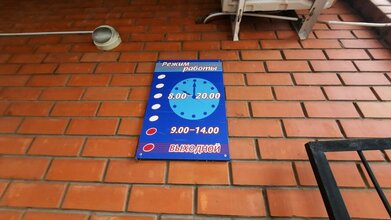 Режим
работы
8.00–20.00
9.00–14.00
ВЫХОДНОЙ